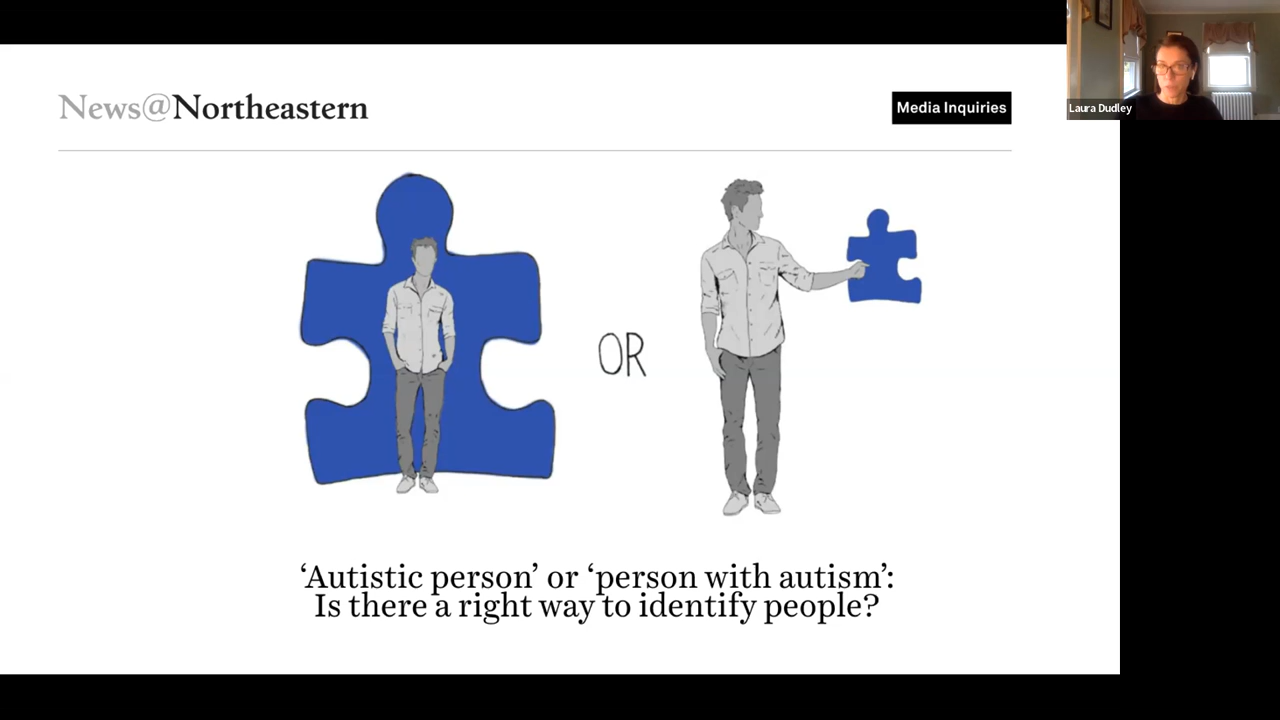 News@Northeastern
Media Inquiries
Laura Dudley
OR
‘Autistic person’ or ‘person with autism’:
Is there a right way to identify people?